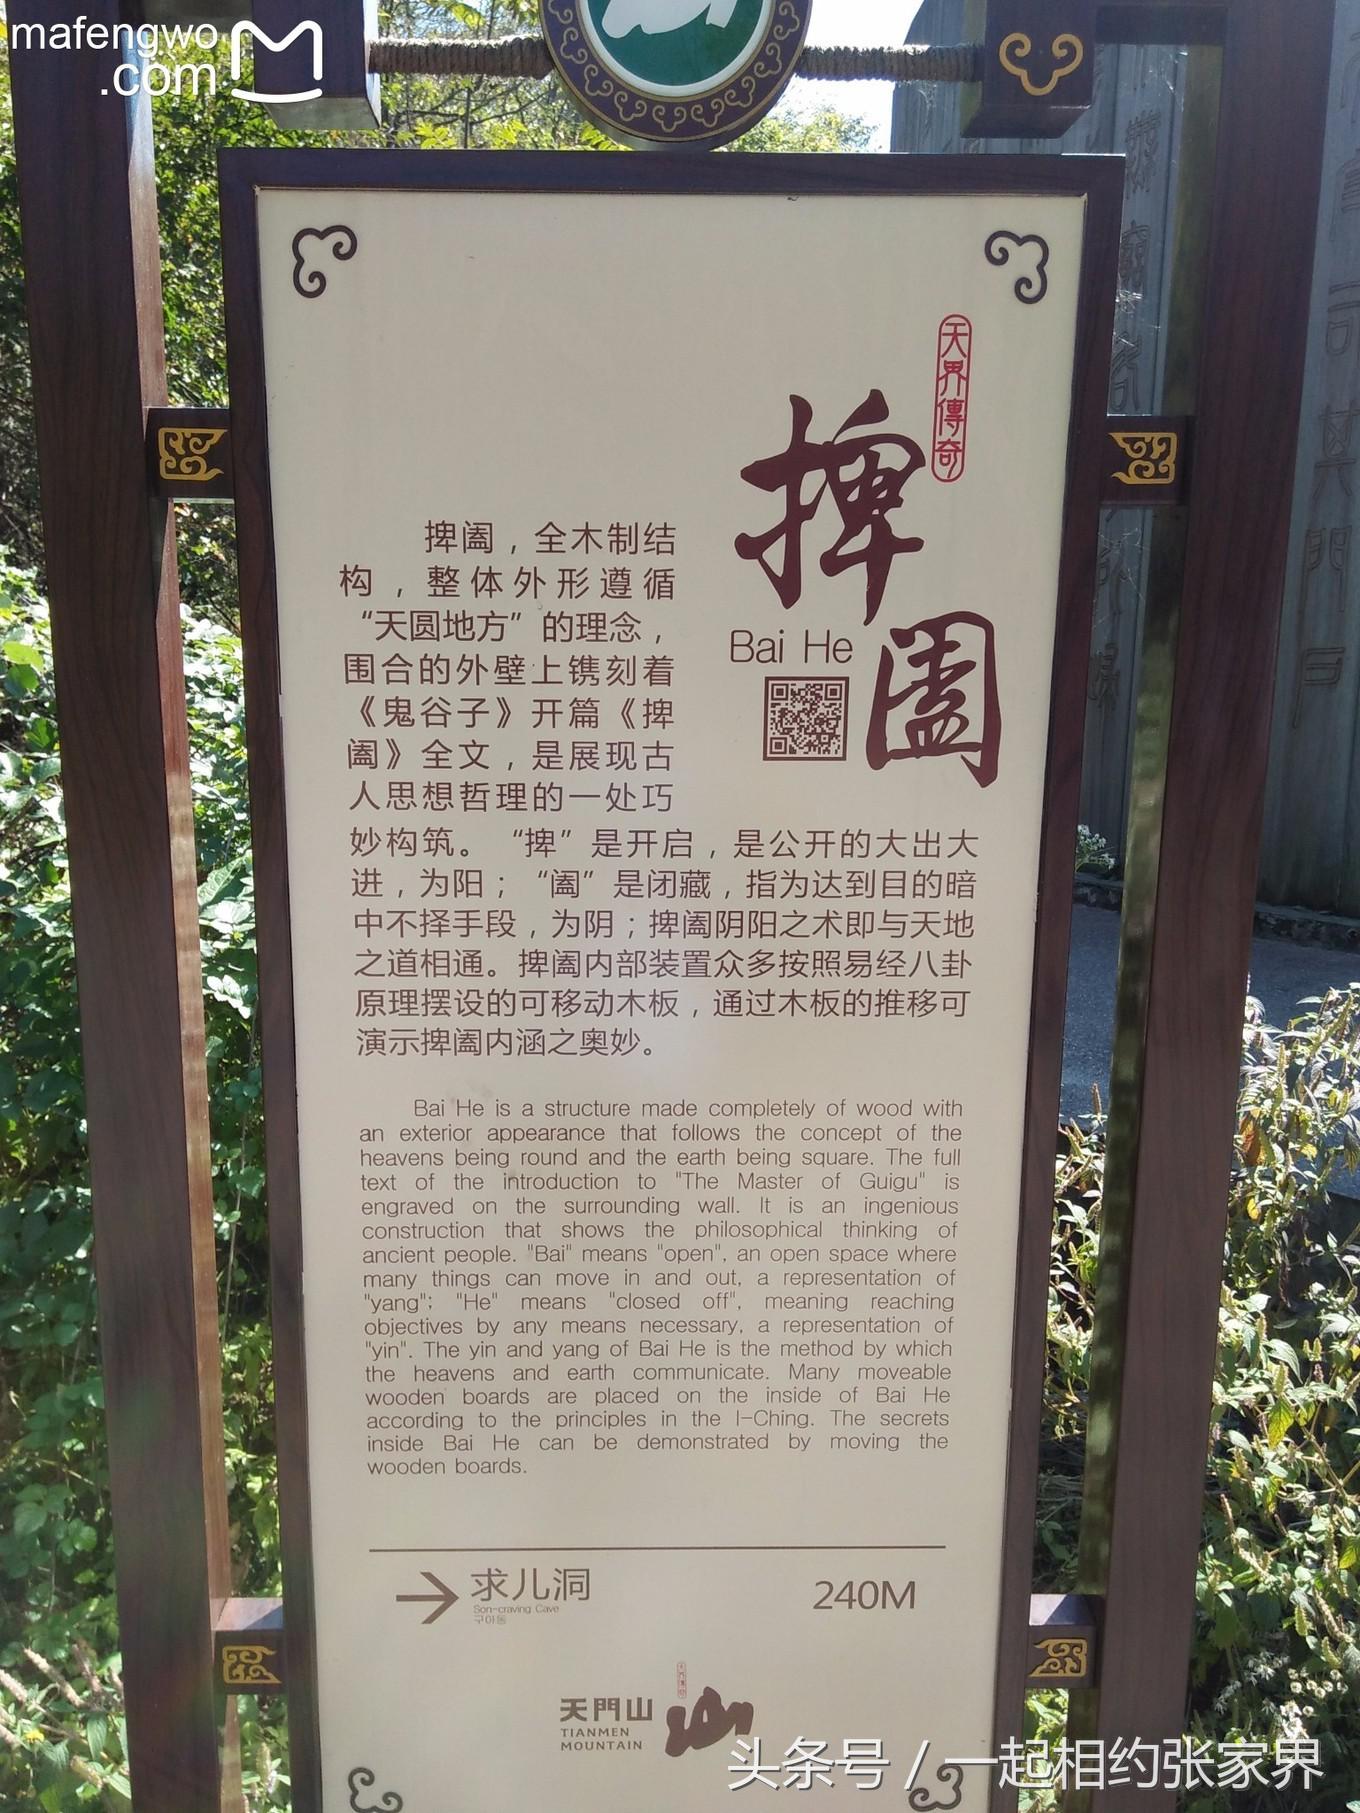 mafengwo
.com
天界傳奇
捭阖
Bai He
捭阖，全木制结
构，整体外形遵循
“天圆地方”的理念，
围合的外壁上镌刻着
《鬼谷子》开篇《捭
阖》全文，是展现古
人思想哲理的一处巧
妙构筑。“捭”是开启，是公开的大出大
进，为阳；“阖”是闭藏，指为达到目的暗
中不择手段，为阴；捭阖阴阳之术即与天地
之道相通。捭阖内部装置众多按照易经八卦
原理摆设的可移动木板，通过木板的推移可
演示捭阖内涵之奥妙。
Bai He is a structure made completely of wood with
an exterior appearance that follows the concept of the
heavens being round and the earth being square. The full
text of the introduction to "The Master of Guigu" is
engraved on the surrounding wall. It is an ingenious
construction that shows the philosophical thinking of
ancient people. "Bai" means "open", an open space where
many things can move in and out, a representation of
"yang"; "He" means "closed off", meaning reaching
objectives by any means necessary, a representation of
"yin". The yin and yang of Bai He is the method by which
the heavens and earth communicate. Many moveable
wooden boards are placed on the inside of Bai He
according to the principles in the I-Ching. The secrets
inside Bai He can be demonstrated by moving the
wooden boards.
求儿洞 240M
Son-craving Cave
구아동
天門山
TIANMEN
MOUNTAIN
头条号 / 一起相约张家界